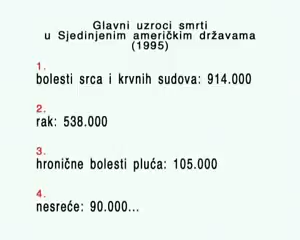 Glavni uzroci smrti
u Sjedinjenim američkim državama
(1995)
1.
bolesti srca i krvnih sudova: 914.000
2.
rak: 538.000
3.
hronične bolesti pluća: 105.000
4.
nesreće: 90.000...